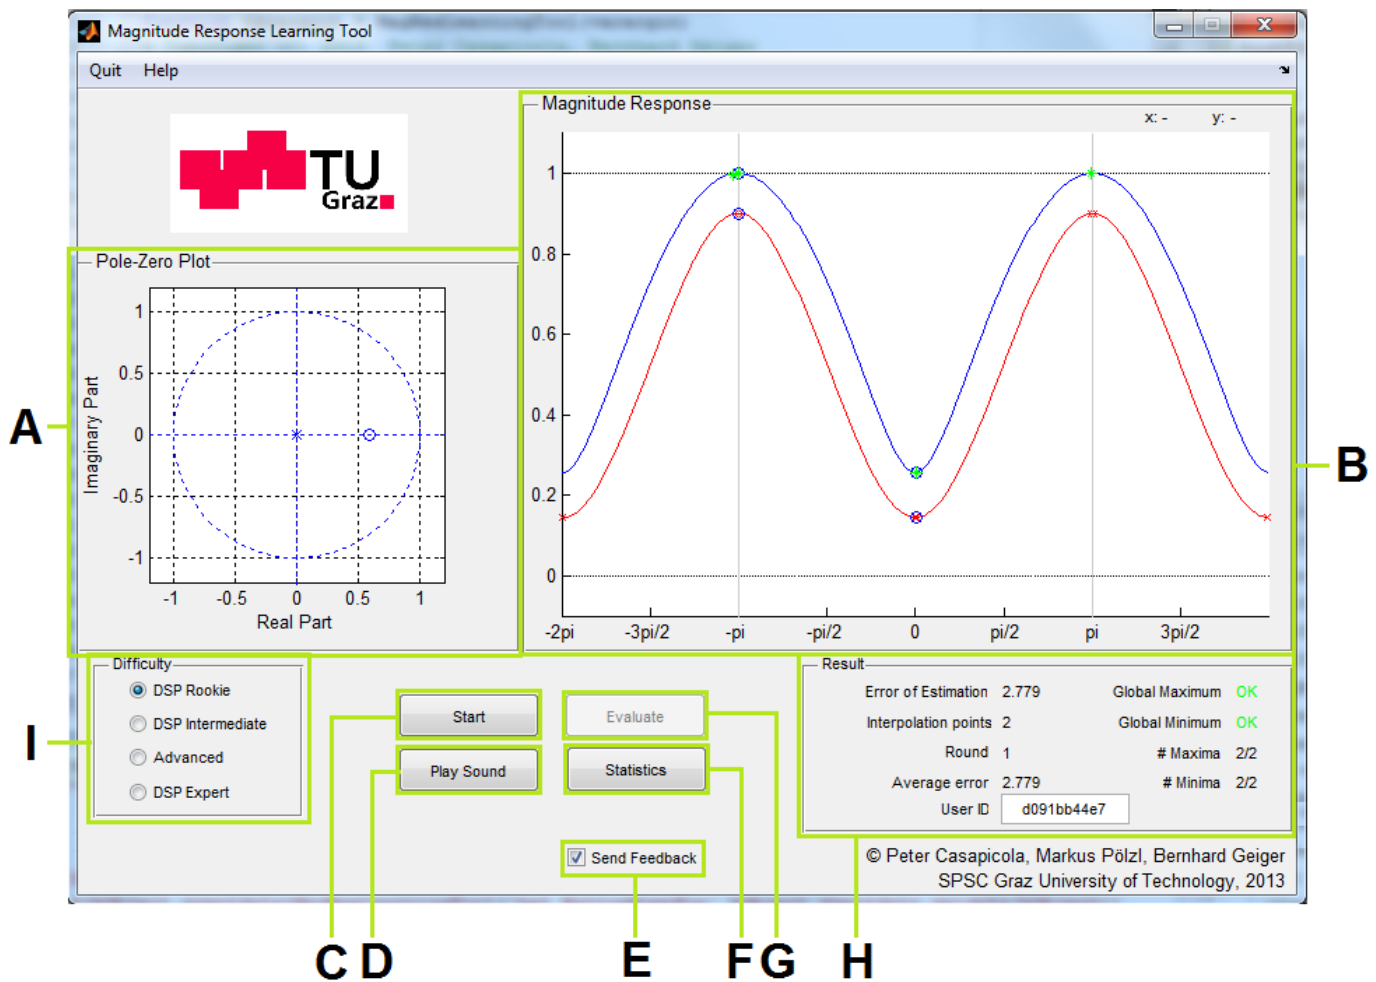 Magnitude Response Learning Tool
Quit Help
TU
Graz
Magnitude Response
x: - y: -
1
0.8
0.6
0.4
0.2
0
-2pi -3pi/2 -pi -pi/2 0 pi/2 pi 3pi/2
Pole-Zero Plot
Imaginary Part
1
0.5
0
-0.5
-1
-1 -0.5 0 0.5 1
Real Part
A
B
Difficulty
DSP Rookie
DSP Intermediate
Advanced
DSP Expert
I
Start
Evaluate
Play Sound
Statistics
Send Feedback
Result
Error of Estimation 2.779 Global Maximum OK
Interpolation points 2 Global Minimum OK
Round 1 # Maxima 2/2
Average error 2.779 # Minima 2/2
User ID d091bb44e7
© Peter Casapicola, Markus Pölzl, Bernhard Geiger
SPSC Graz University of Technology, 2013
C D E F G H